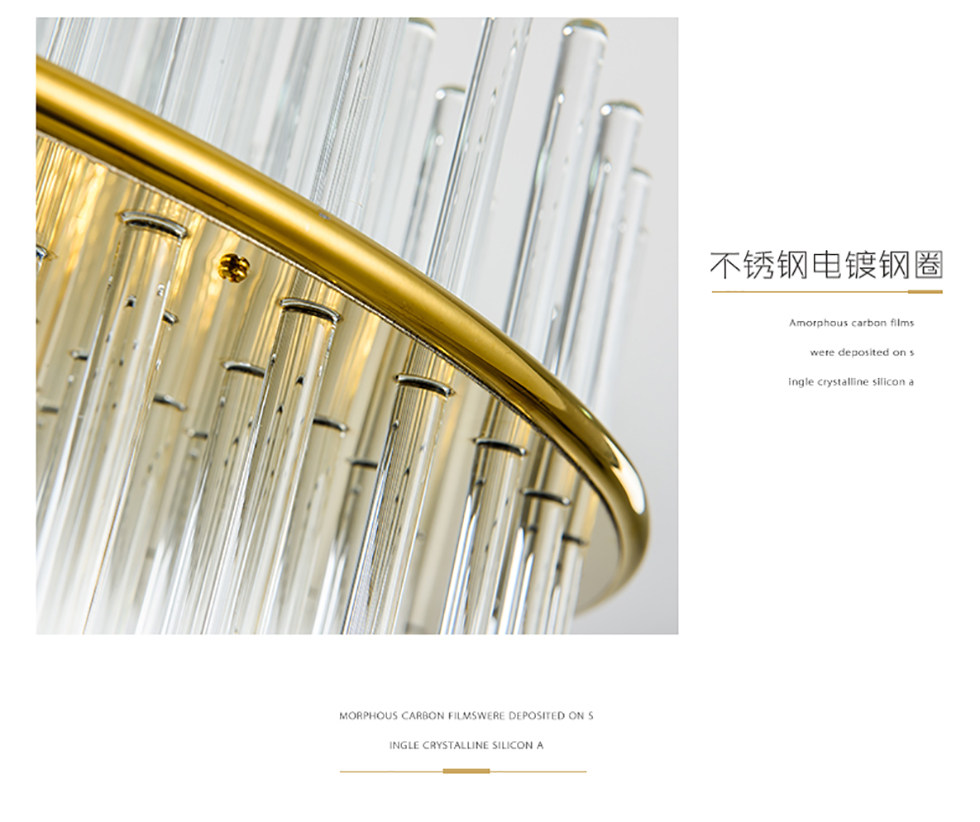 不锈钢电镀钢圈
Amorphous carbon films
were deposited on s
ingle crystalline silicon a
MORPHOUS CARBON FILMSWERE DEPOSITED ON S
INGLE CRYSTALLINE SILICON A